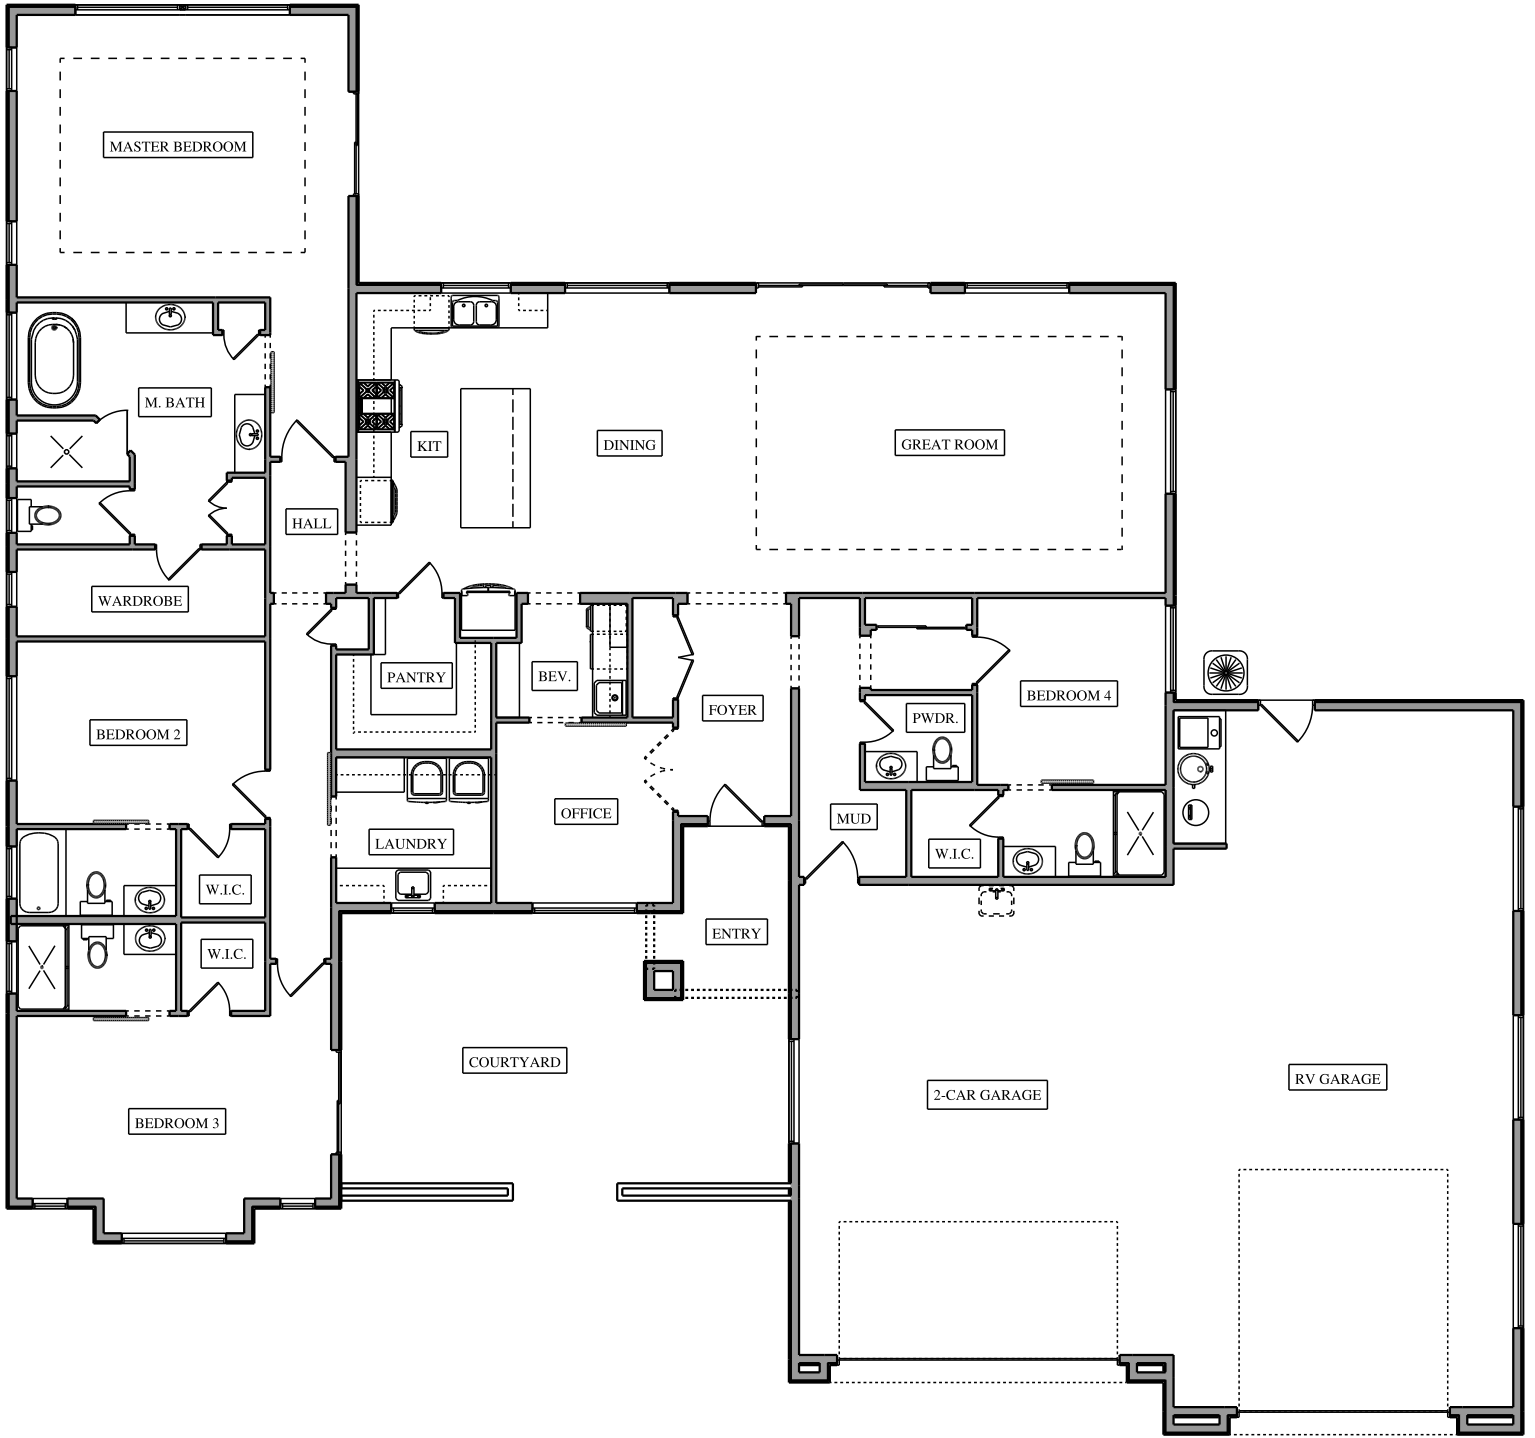 MASTER BEDROOM
M. BATH
KIT
DINING
GREAT ROOM
HALL
WARDROBE
PANTRY
BEV.
BEDROOM 4
FOYER
PWDR.
BEDROOM 2
OFFICE
MUD
LAUNDRY
W.I.C.
W.I.C.
ENTRY
W.I.C.
COURTYARD
RV GARAGE
2-CAR GARAGE
BEDROOM 3